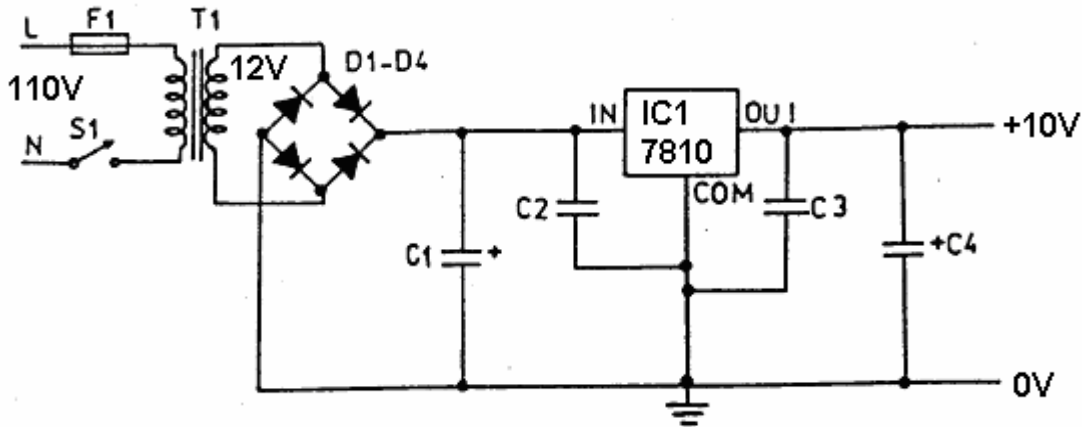 L F1 T1
110V
12V D1-D4
S1
N
IN IC1 OUT
7810
COM
+10V
C1 +
C2
C3
+C4
0V